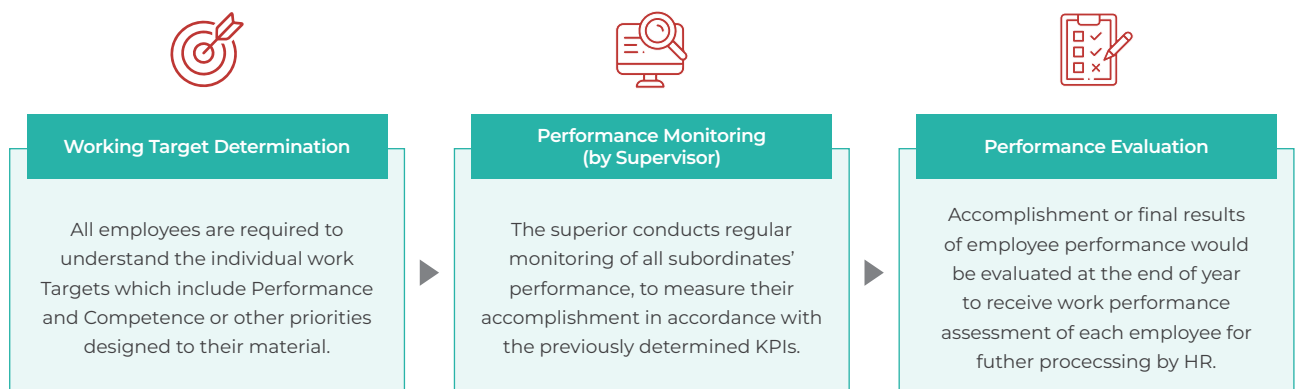 Working Target Determination
All employees are required to
understand the individual work
Targets which include Performance
and Competence or other priorities
designed to their material.
Performance Monitoring
(by Supervisor)
The superior conducts regular
monitoring of all subordinates’
performance, to measure their
accomplishment in accordance with
the previously determined KPIs.
Performance Evaluation
Accomplishment or final results
of employee performance would
be evaluated at the end of year
to receive work performance
assessment of each employee for
futher procecssing by HR.